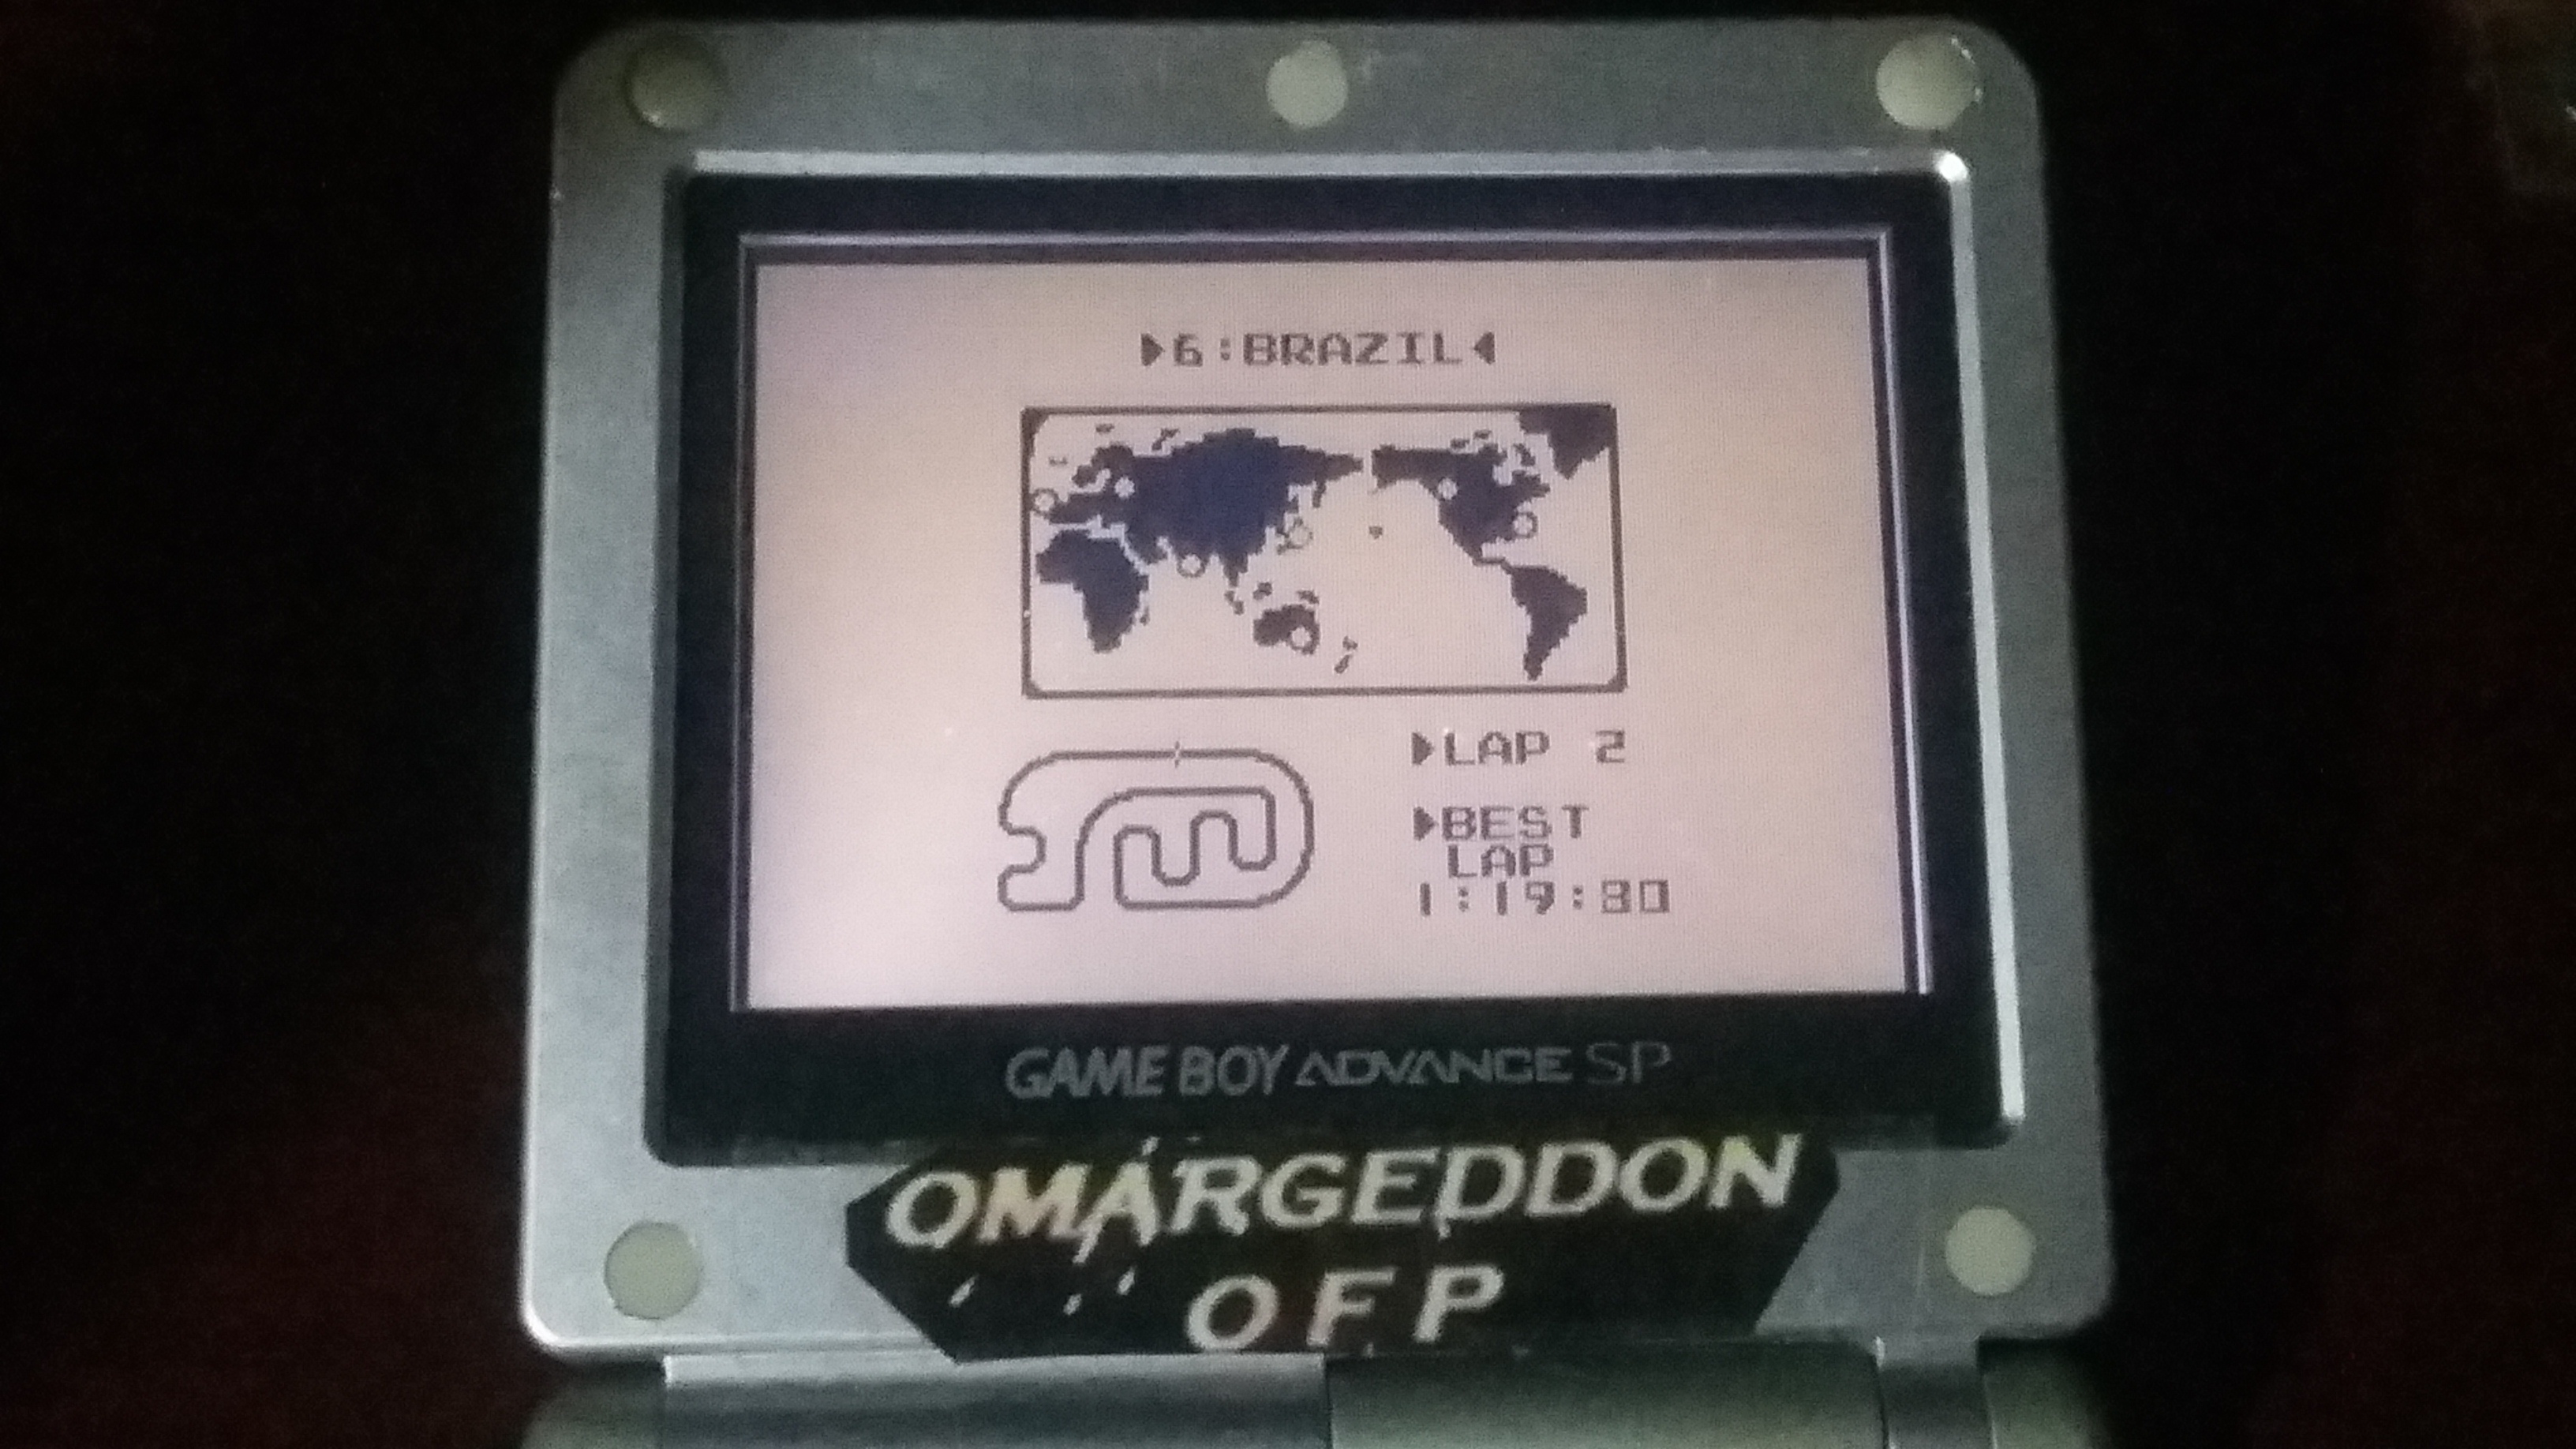 ▶6:BRAZIL◀
▶LAP 2
▶BEST
LAP
1:19:80
GAME BOY ADVANCE SP
OMARGEDDON
OFP